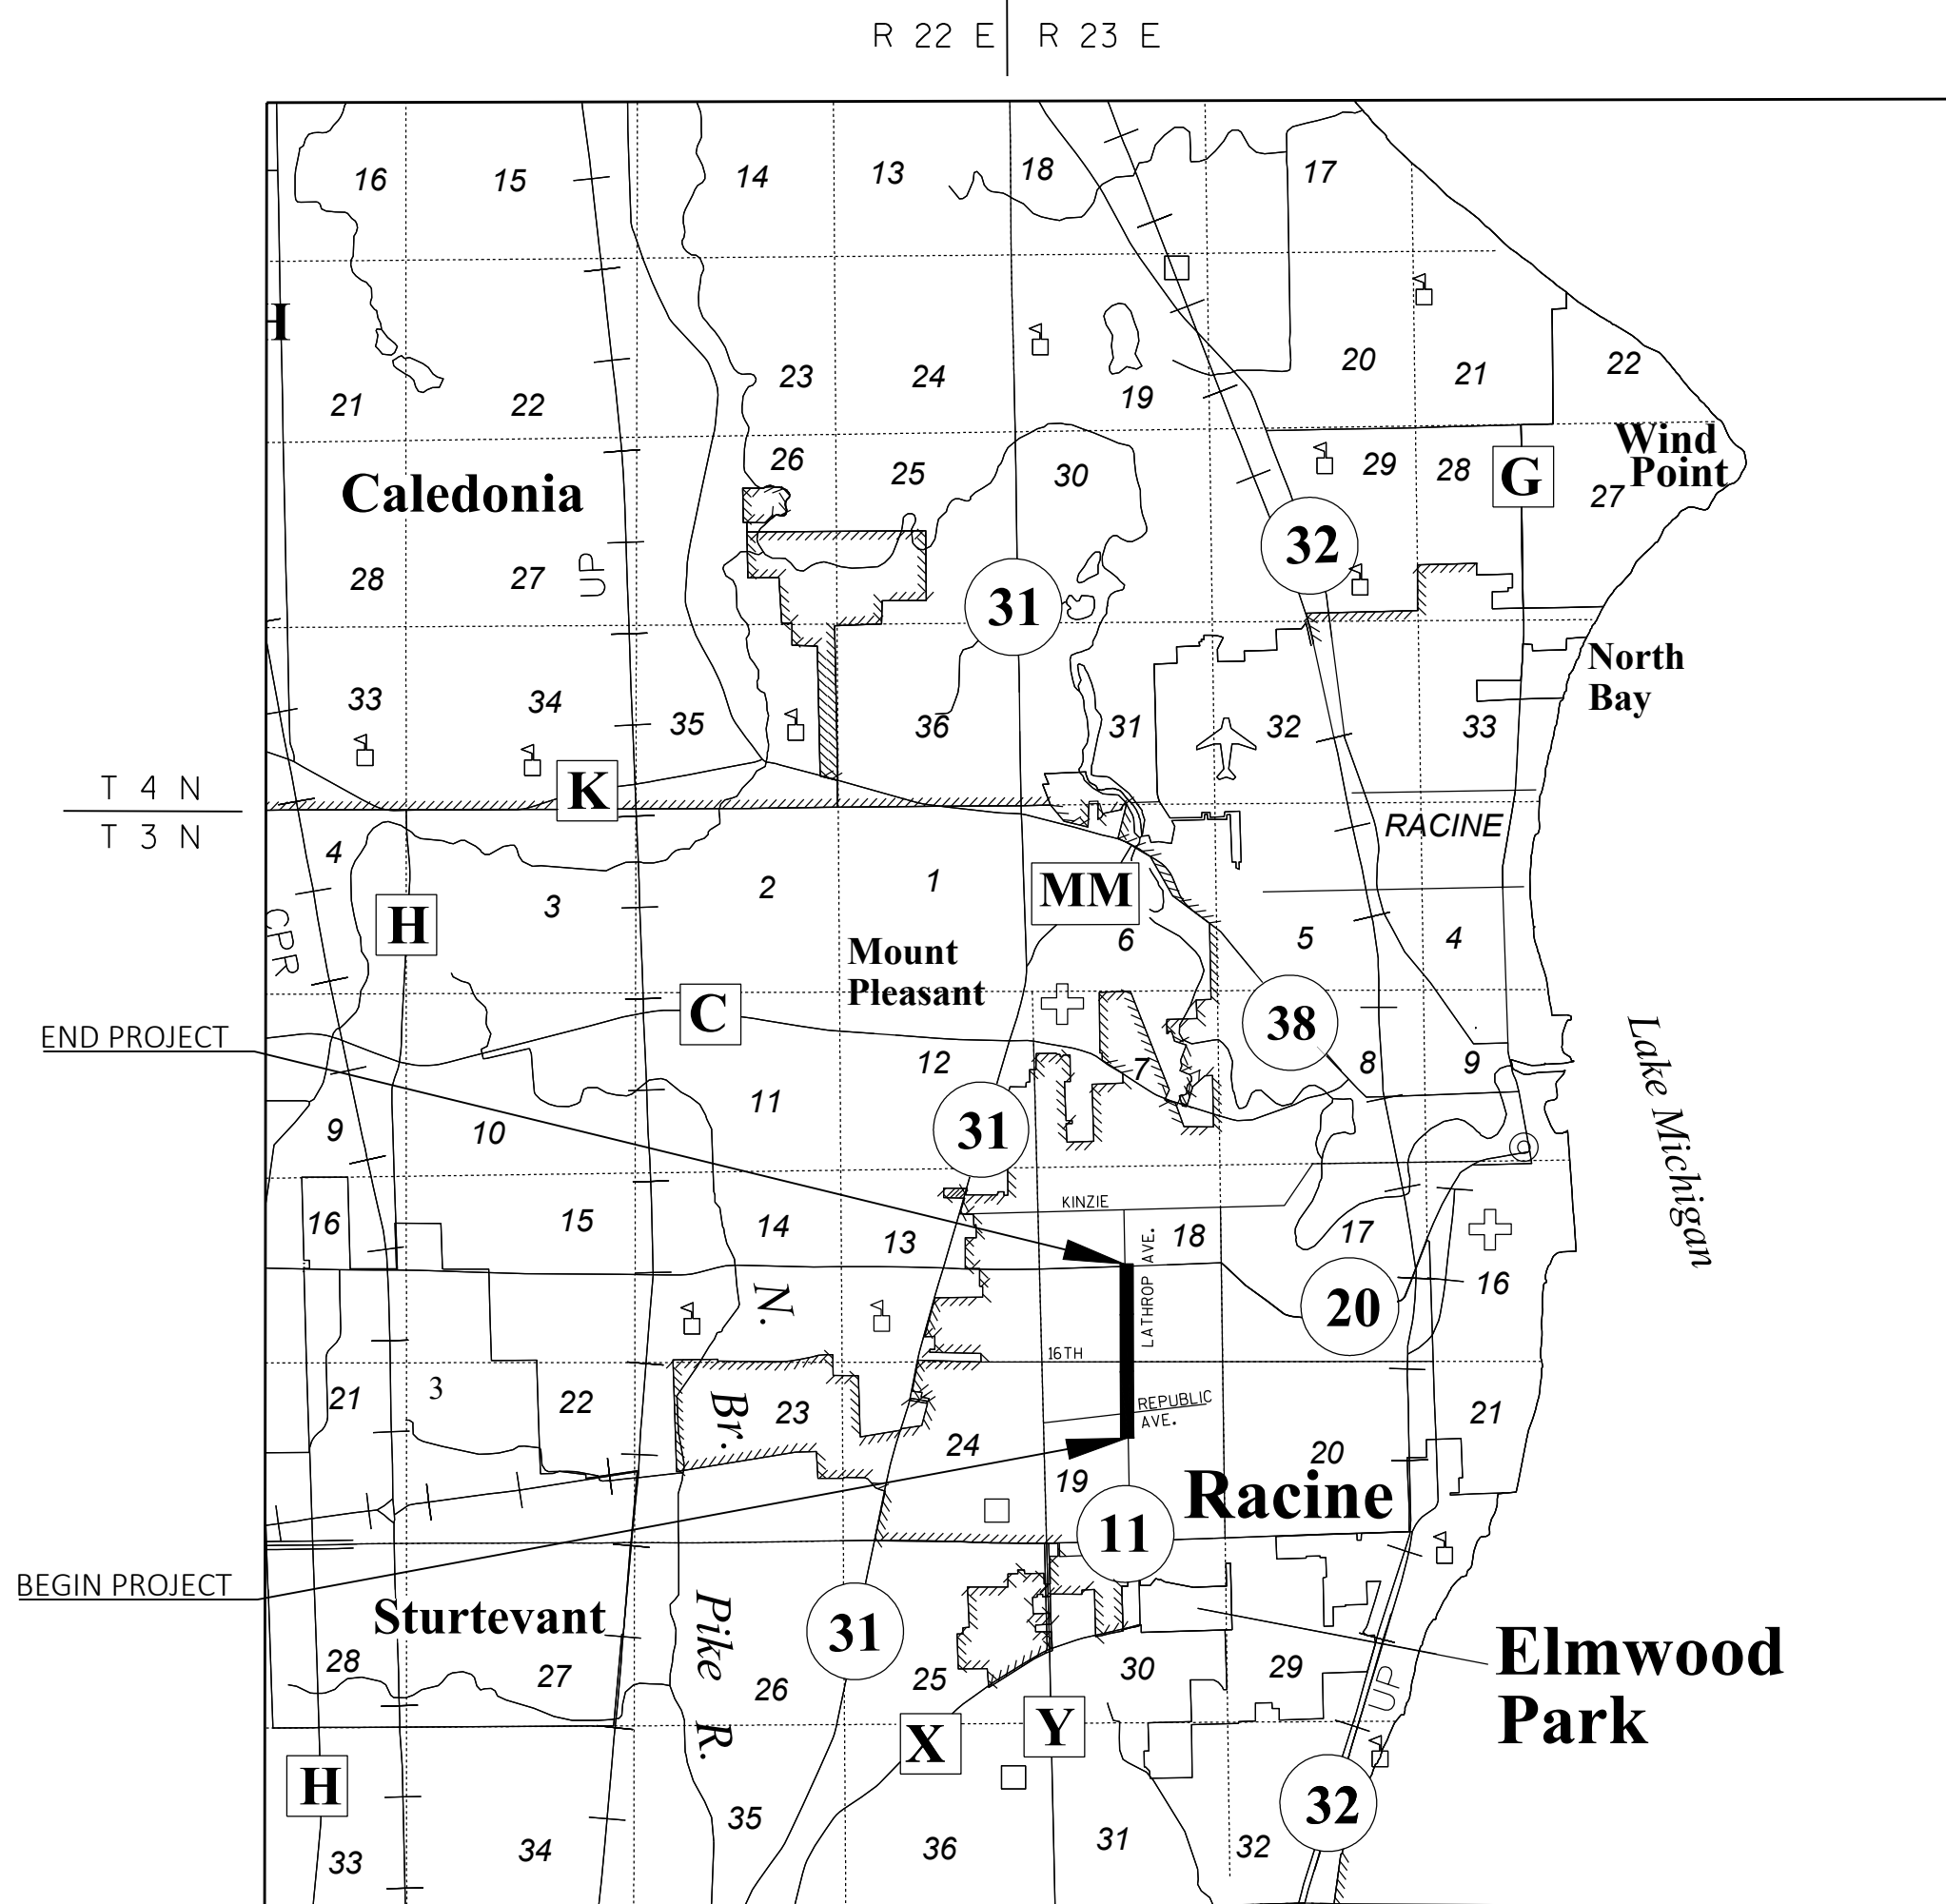 R 22 E
R 23 E
16
15
14
13
18
17
H
21
22
23
24
19
20
21
22
Wind
Point
Caledonia
26
25
30
29
28
G
27
32
28
27
UP
31
North
Bay
33
34
35
36
31
32
33
K
T 4 N
T 3 N
RACINE
4
3
2
1
MM
6
5
4
H
CPR
Mount
Pleasant
C
38
END PROJECT
12
7
8
9
Lake Michigan
9
10
11
31
KINZIE
16
15
14
13
LATHROP AVE.
18
17
16
20
N.
16TH
21
3
22
Br.
23
24
REPUBLIC
AVE.
19
20
21
Racine
11
BEGIN PROJECT
Sturtevant
Pike R.
31
28
27
26
25
30
29
UP
Elmwood
Park
X
Y
H
32
33
34
35
36
31
32